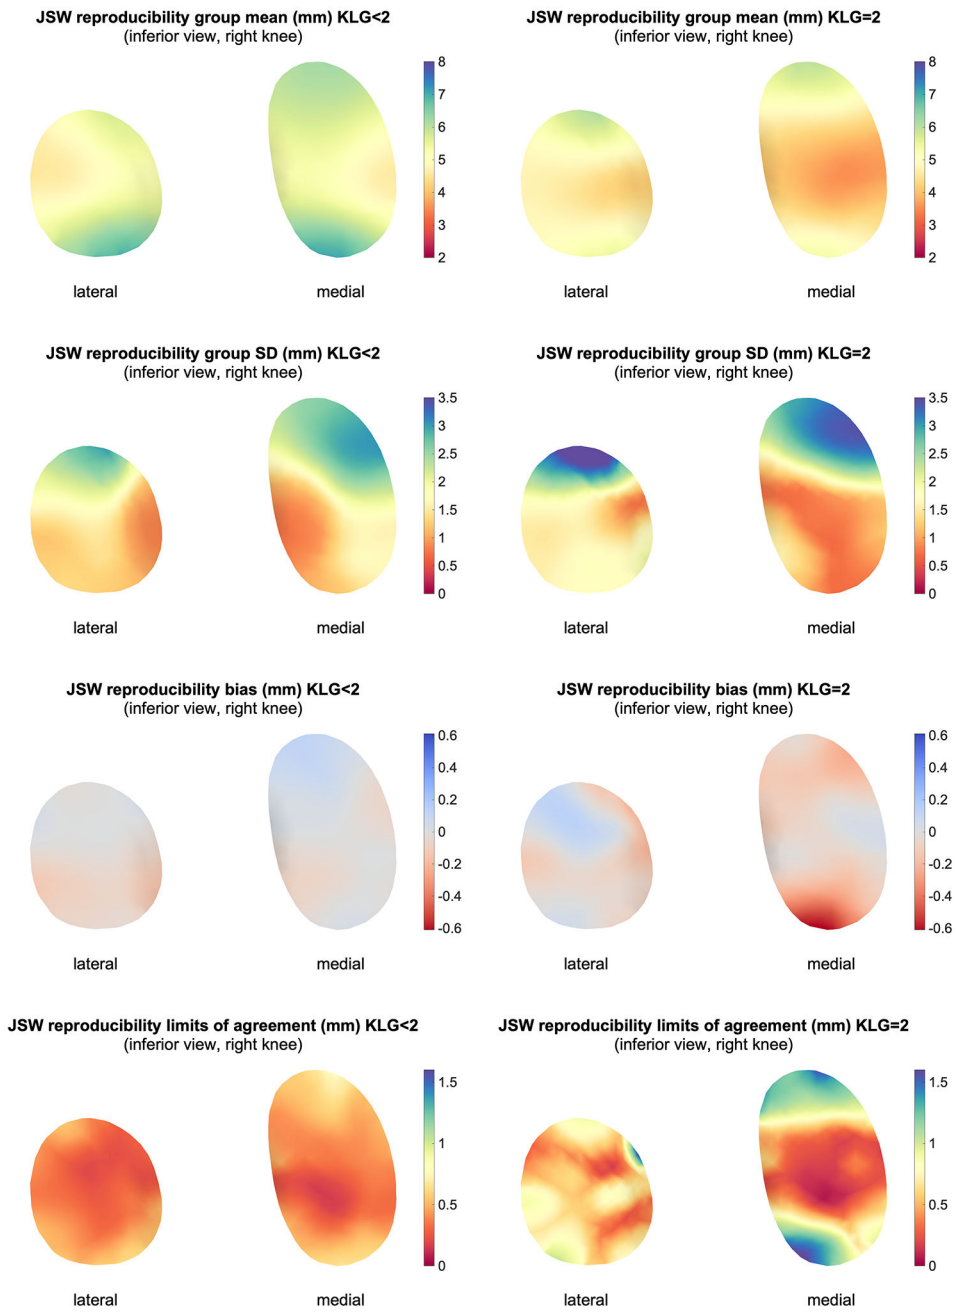 JSW reproducibility group mean (mm) KLG<2
(inferior view, right knee)
8
7
6
5
4
3
2
lateral
medial
JSW reproducibility group mean (mm) KLG=2
(inferior view, right knee)
8
7
6
5
4
3
2
lateral
medial
JSW reproducibility group SD (mm) KLG<2
(inferior view, right knee)
3.5
3
2.5
2
1.5
1
0.5
0
lateral
medial
JSW reproducibility group SD (mm) KLG=2
(inferior view, right knee)
3.5
3
2.5
2
1.5
1
0.5
0
lateral
medial
JSW reproducibility bias (mm) KLG<2
(inferior view, right knee)
0.6
0.4
0.2
0
-0.2
-0.4
-0.6
lateral
medial
JSW reproducibility bias (mm) KLG=2
(inferior view, right knee)
0.6
0.4
0.2
0
-0.2
-0.4
-0.6
lateral
medial
JSW reproducibility limits of agreement (mm) KLG<2
(inferior view, right knee)
1.5
1
0.5
0
lateral
medial
JSW reproducibility limits of agreement (mm) KLG=2
(inferior view, right knee)
1.5
1
0.5
0
lateral
medial